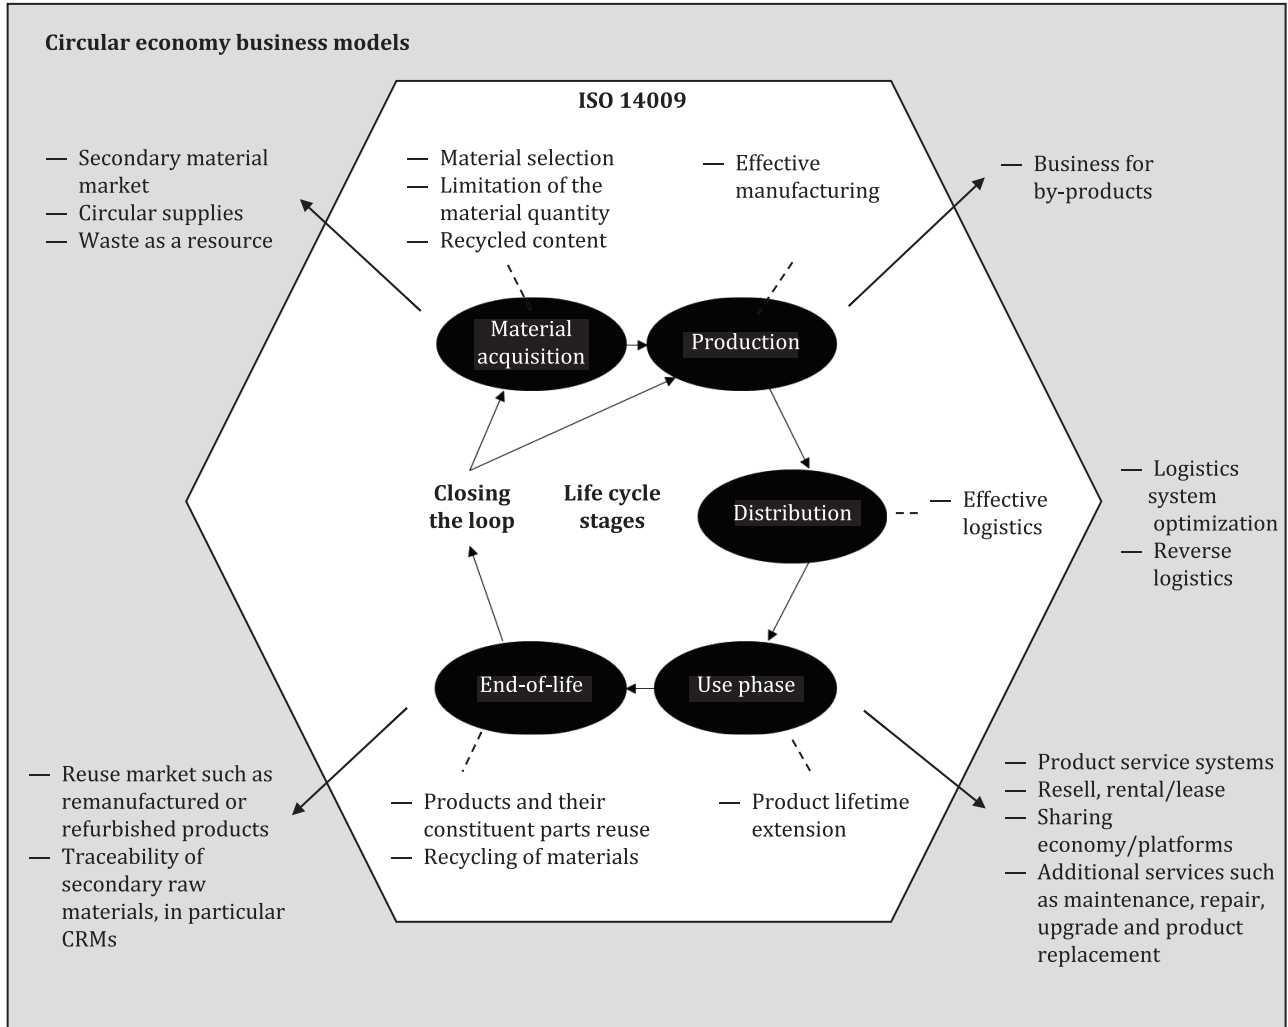 Circular economy business models
ISO 14009
— Secondary material
market
— Circular supplies
— Waste as a resource
— Material selection
— Limitation of the
material quantity
— Recycled content
— Effective
manufacturing
— Business for
by-products
Material
acquisition
Production
Closing
the loop
Life cycle
stages
Distribution
— Effective
logistics
— Logistics
system
optimization
— Reverse
logistics
End-of-life
Use phase
— Reuse market such as
remanufactured or
refurbished products
— Traceability of
secondary raw
materials, in particular
CRMs
— Products and their
constituent parts reuse
— Recycling of materials
— Product lifetime
extension
— Product service systems
— Resell, rental/lease
— Sharing
economy/platforms
— Additional services such
as maintenance, repair,
upgrade and product
replacement